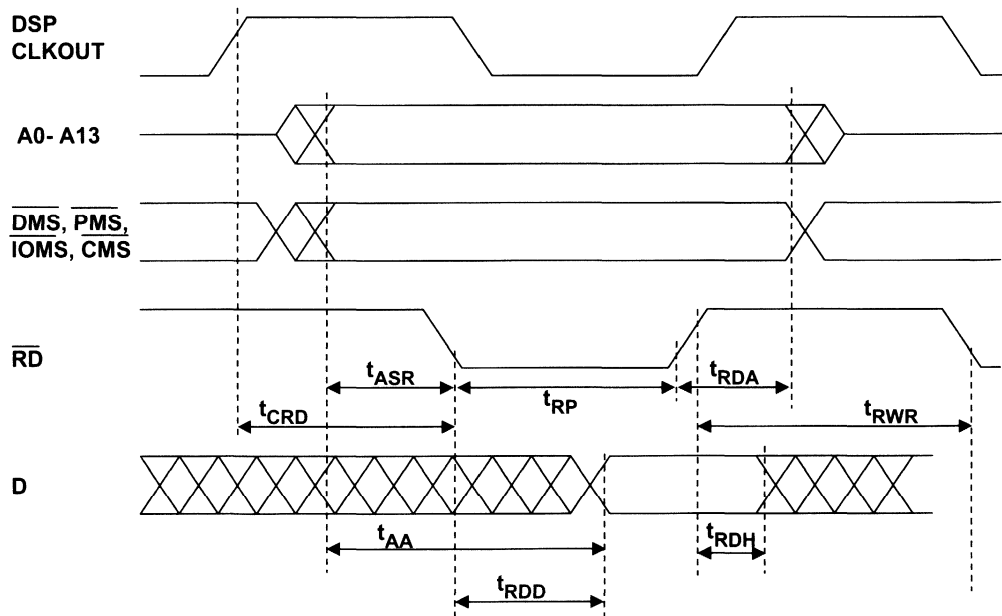 DSP
CLKOUT
A0- A13
DMS, PMS,
IOMS, CMS
RD
tASR
tRP
tRDA
tCRD
tRWR
D
tAA
tRDH
tRDD